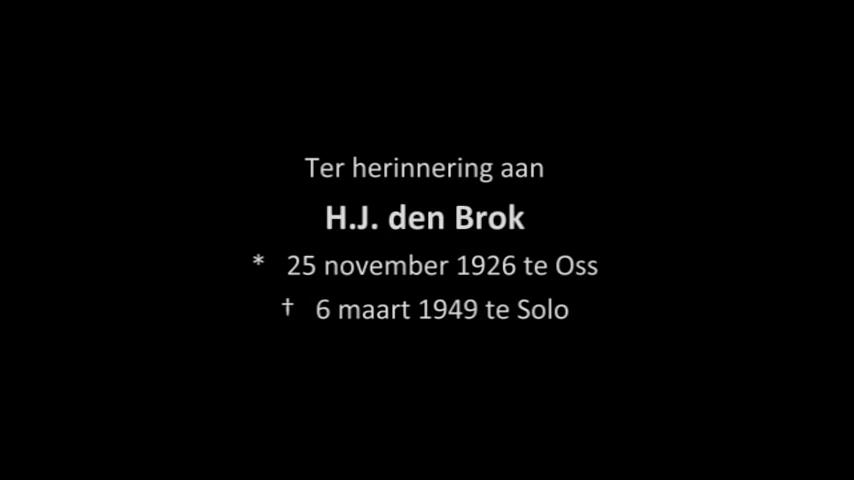 Ter herinnering aan
H.J. den Brok
* 25 november 1926 te Oss
† 6 maart 1949 te Solo